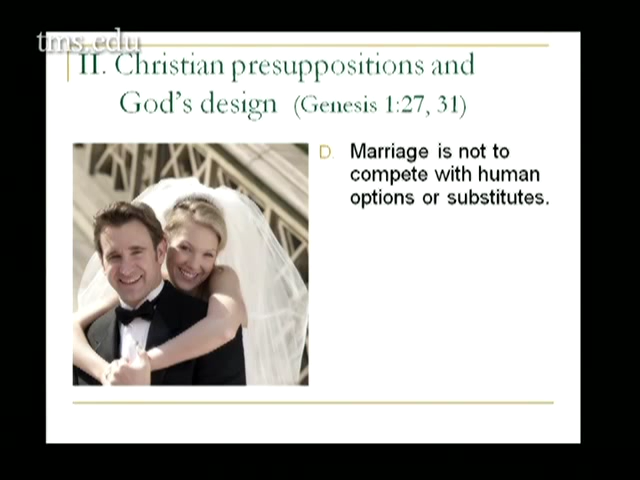 tms.edu
II. Christian presuppositions and
God's design (Genesis 1:27, 31)
D. Marriage is not to
compete with human
options or substitutes.